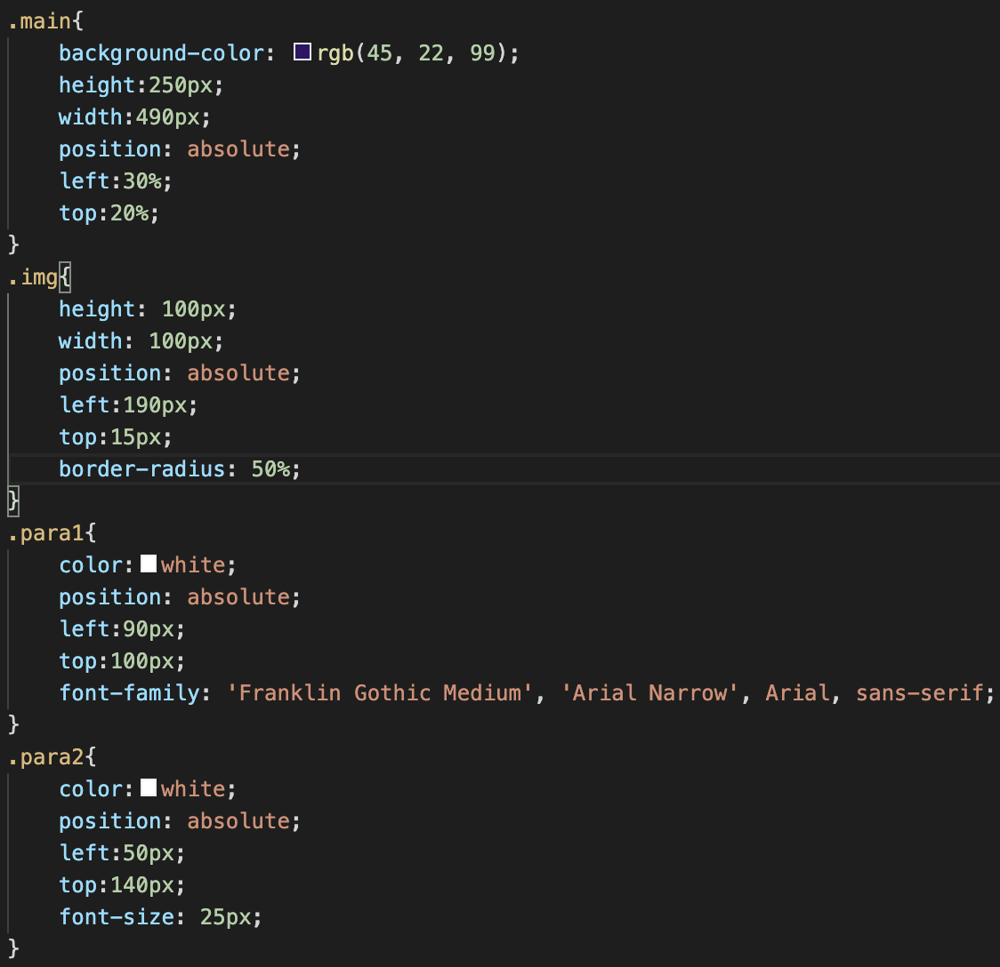 .main{
    background-color: rgb(45, 22, 99);
    height:250px;
    width:490px;
    position: absolute;
    left:30%;
    top:20%;
}
.img{
    height: 100px;
    width: 100px;
    position: absolute;
    left:190px;
    top:15px;
    border-radius: 50%;
}
.para1{
    color:white;
    position: absolute;
    left:90px;
    top:100px;
    font-family: 'Franklin Gothic Medium', 'Arial Narrow', Arial, sans-serif;
}
.para2{
    color:white;
    position: absolute;
    left:50px;
    top:140px;
    font-size: 25px;
}